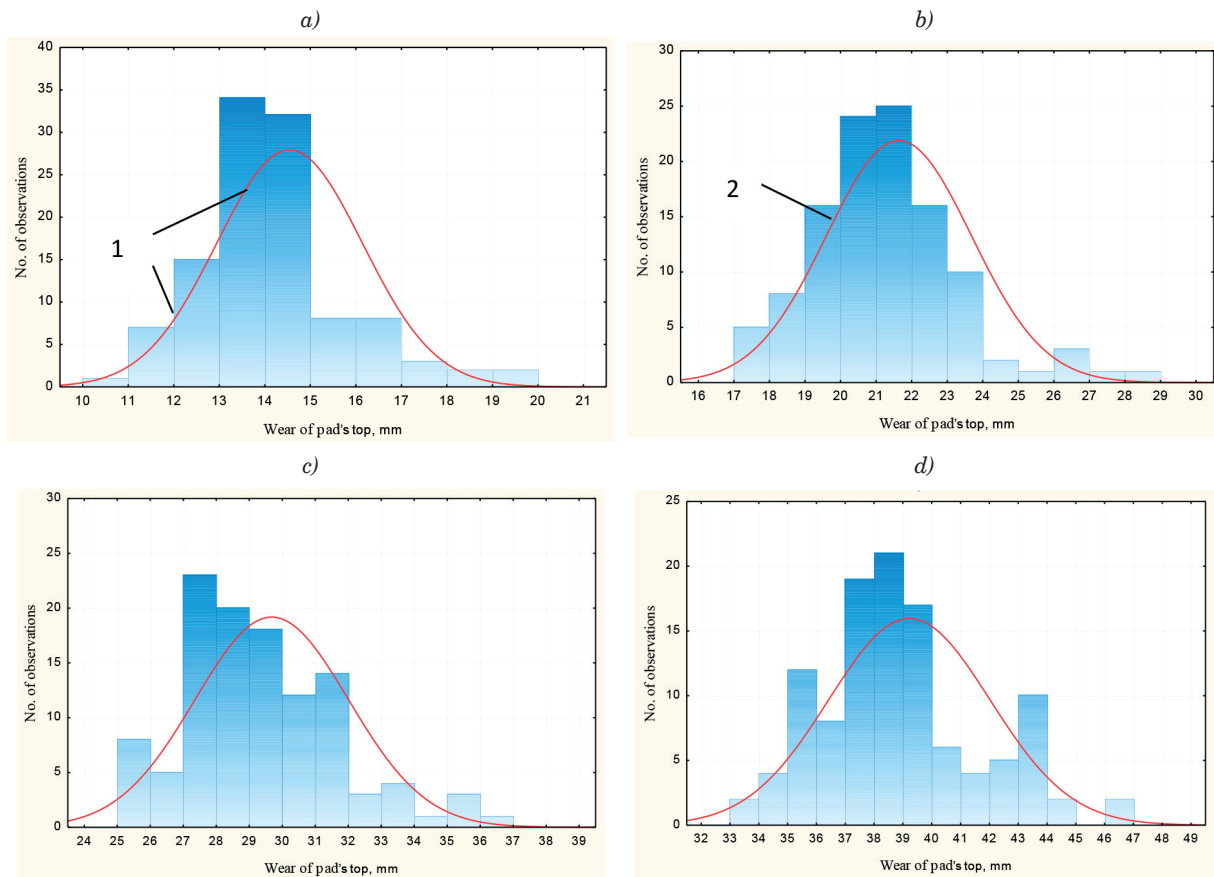 a)
40
35
30
25
20
15
10
5
0
No. of observations
1
10 11 12 13 14 15 16 17 18 19 20 21
Wear of pad's top, mm
b)
30
25
20
15
10
5
0
No. of observations
2
16 17 18 19 20 21 22 23 24 25 26 27 28 29 30
Wear of pad's top, mm
c)
30
25
20
15
10
5
0
No. of observations
24 25 26 27 28 29 30 31 32 33 34 35 36 37 38 39
Wear of pad's top, mm
d)
25
20
15
10
5
0
No. of observations
32 33 34 35 36 37 38 39 40 41 42 43 44 45 46 47 48 49
Wear of pad's top, mm